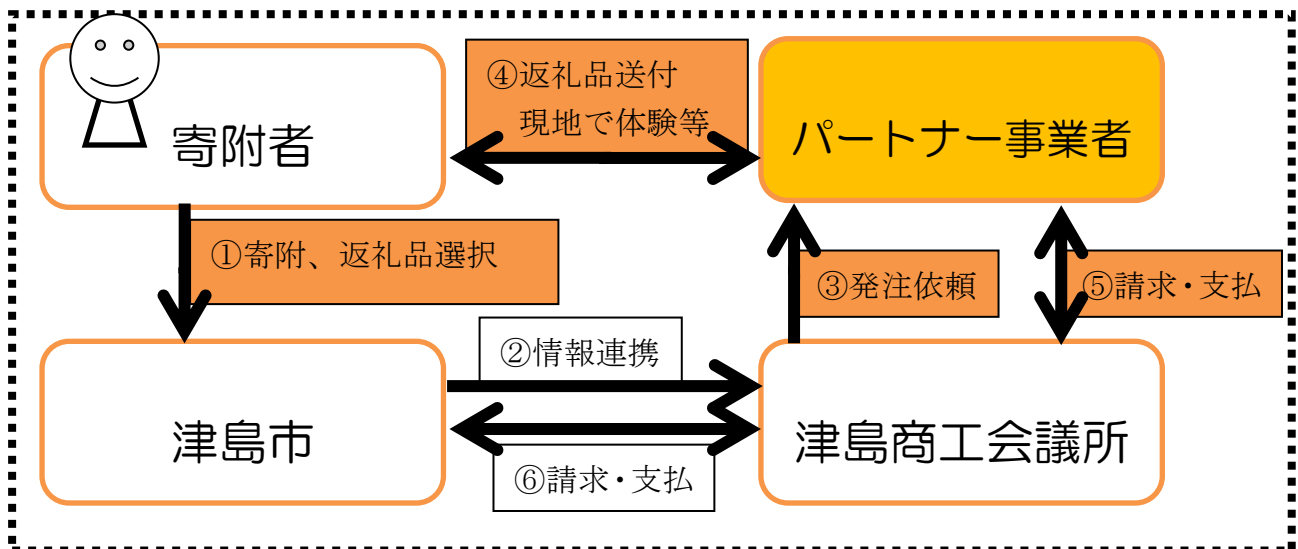 寄附者
④返礼品送付
現地で体験等
パートナー事業者
①寄附、返礼品選択
③発注依頼
⑤請求・支払
②情報連携
津島市
津島商工会議所
⑥請求・支払